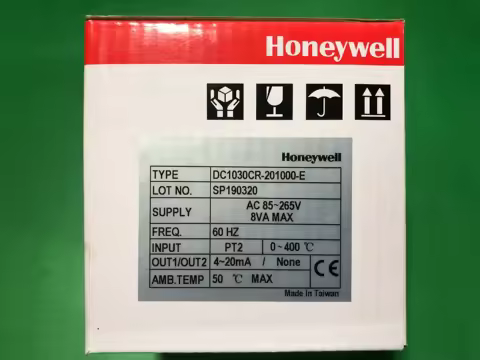 Honeywell
Honeywell
TYPE DC1030CR-201000-E
LOT NO. SP190320
SUPPLY AC 85~265V
8VA MAX
FREQ. 60 HZ
INPUT PT2 0~400 ℃
OUT1/OUT2 4~20mA / None
CE
AMB.TEMP 50 ℃ MAX
Made In Taiwan